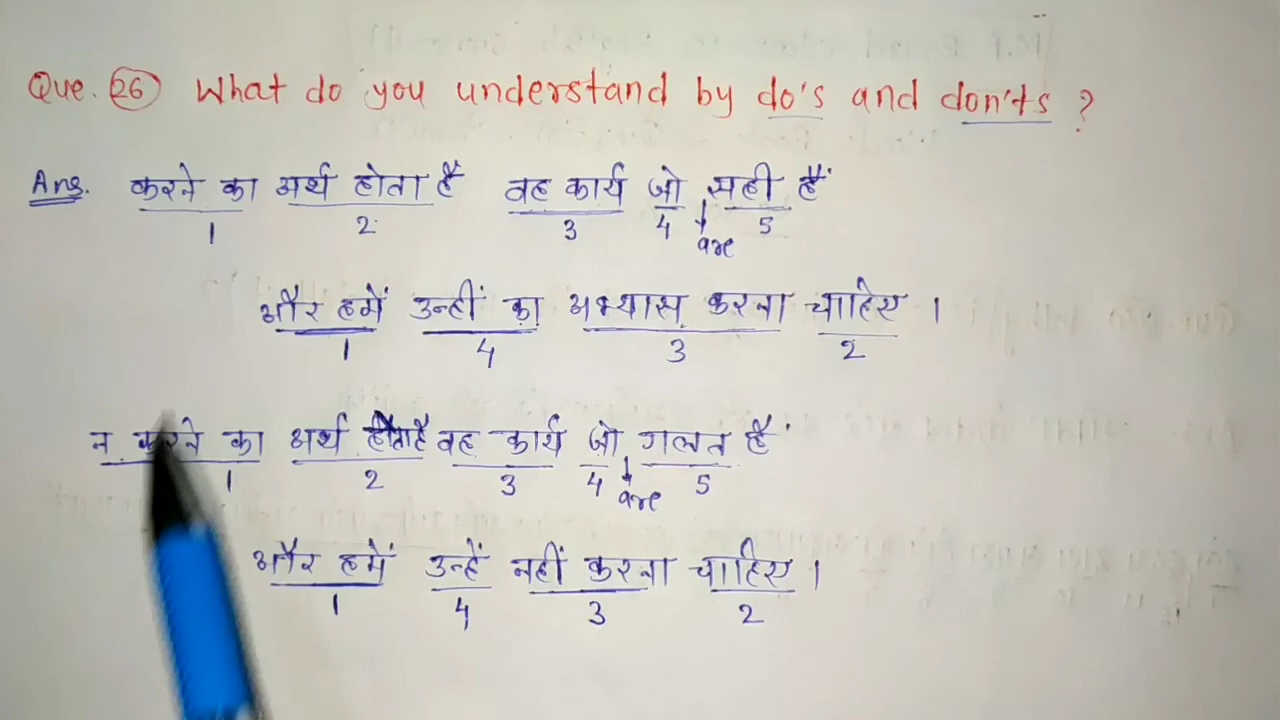 Que. 26 What do you understand by do's and don'ts ?
Ans. करने का अर्थ होता है वह कार्य जो सही हैं
1 2 3 4 are 5
और हमें उन्हीं का अभ्यास करना चाहिए ।
1 4 3 2
न करने का अर्थ होता है वह कार्य जो गलत हैं
1 2 3 4 are 5
और हमें उन्हें नहीं करना चाहिए ।
1 4 3 2